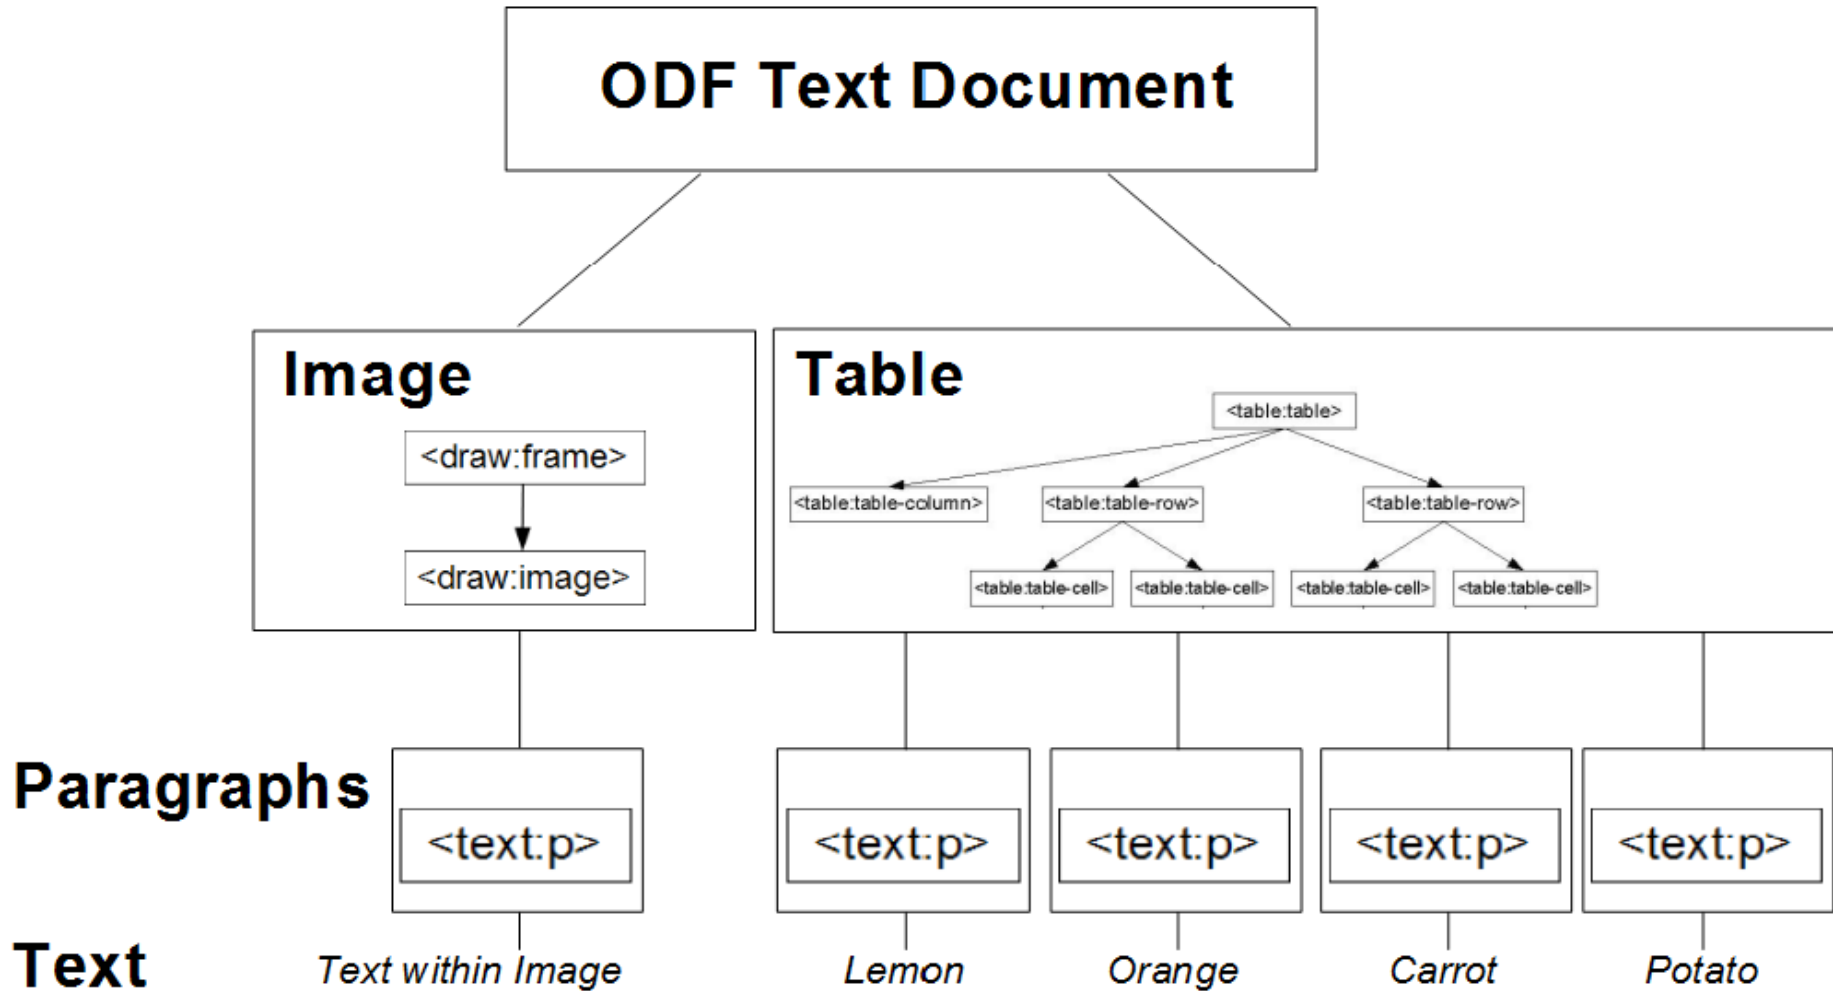 ODF Text Document
Image
<draw:frame>
<draw:image>
Table
<table:table>
<table:table-column> <table:table-row> <table:table-row>
<table:table-cell> <table:table-cell> <table:table-cell> <table:table-cell>
Paragraphs
<text:p> <text:p> <text:p> <text:p> <text:p>
Text
Text within Image Lemon Orange Carrot Potato